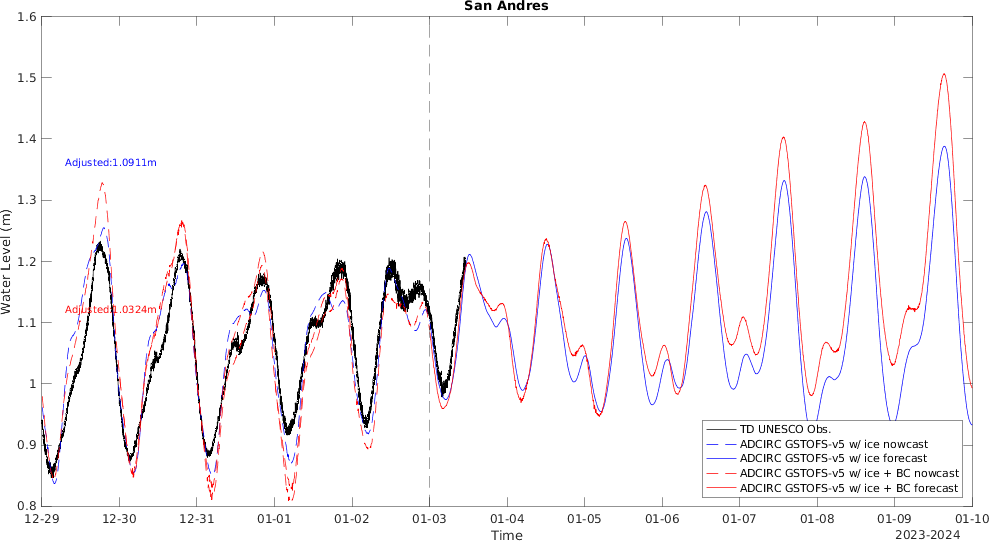 San Andres
1.6
1.5
1.4
1.3
1.2
1.1
1
0.9
0.8
Water Level (m)
Adjusted:1.0911m
Adjusted:1.0324m
TD UNESCO Obs.
ADCIRC GSTOFS-v5 w/ ice nowcast
ADCIRC GSTOFS-v5 w/ ice forecast
ADCIRC GSTOFS-v5 w/ ice + BC nowcast
ADCIRC GSTOFS-v5 w/ ice + BC forecast
12-29 12-30 12-31 01-01 01-02 01-03 01-04 01-05 01-06 01-07 01-08 01-09 01-10
Time
2023-2024